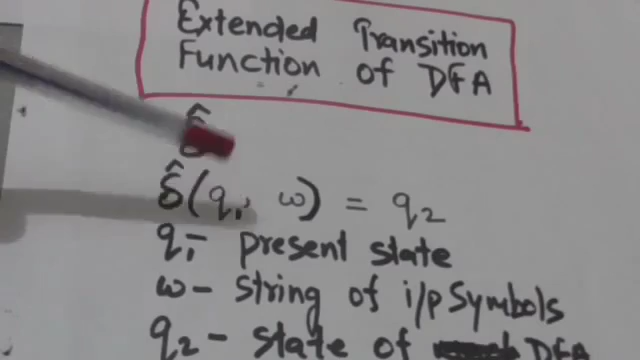 Extended Transition
Function of DFA
δ̂
δ̂(q₁, ω) = q₂
q₁- present state
ω- string of i/p Symbols
q₂- state of DFA